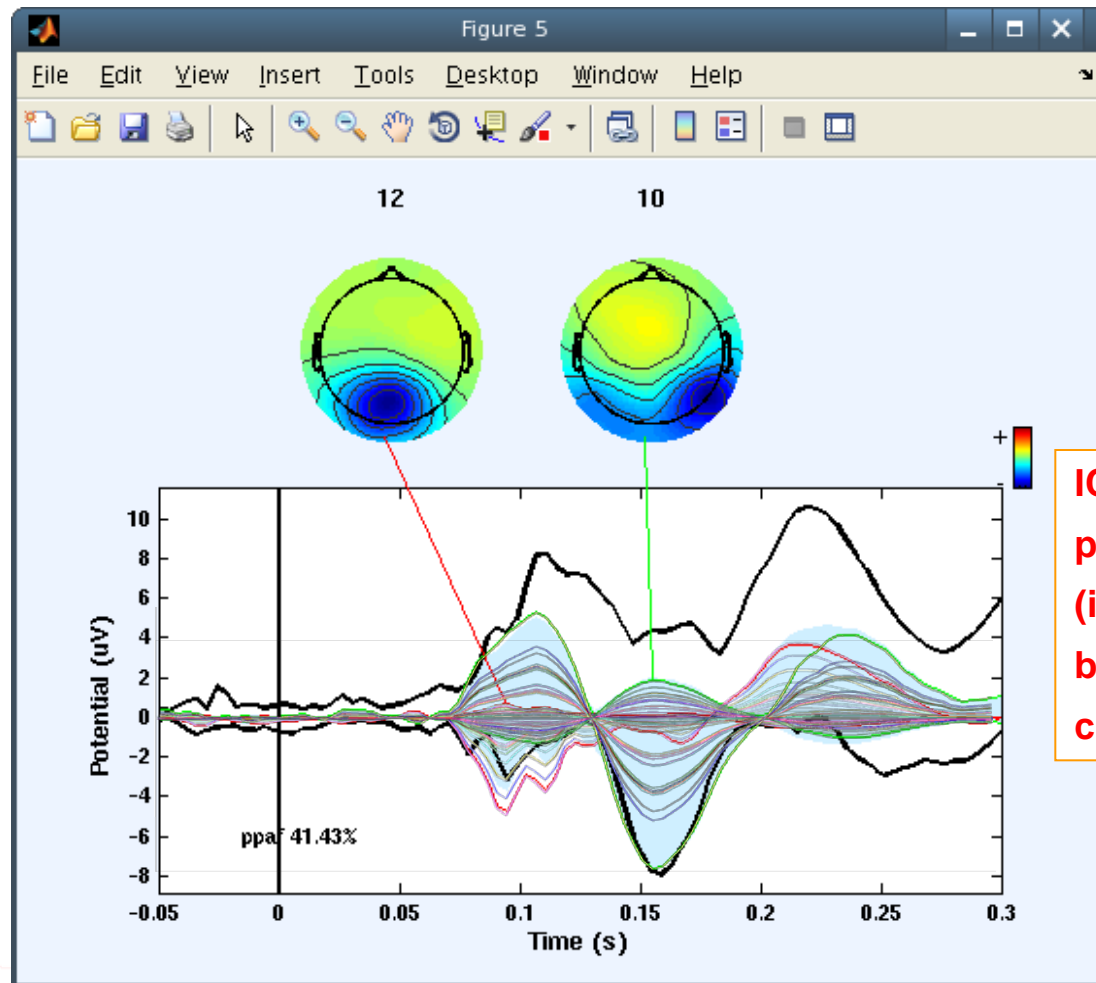 Figure 5
File Edit View Insert Tools Desktop Window Help
12 10
+
-
10
8
6
4
2
0
-2
-4
-6
-8
Potential (uV)
ppaf 41.43%
-0.05 0 0.05 0.1 0.15 0.2 0.25 0.3
Time (s)
(i
b
c